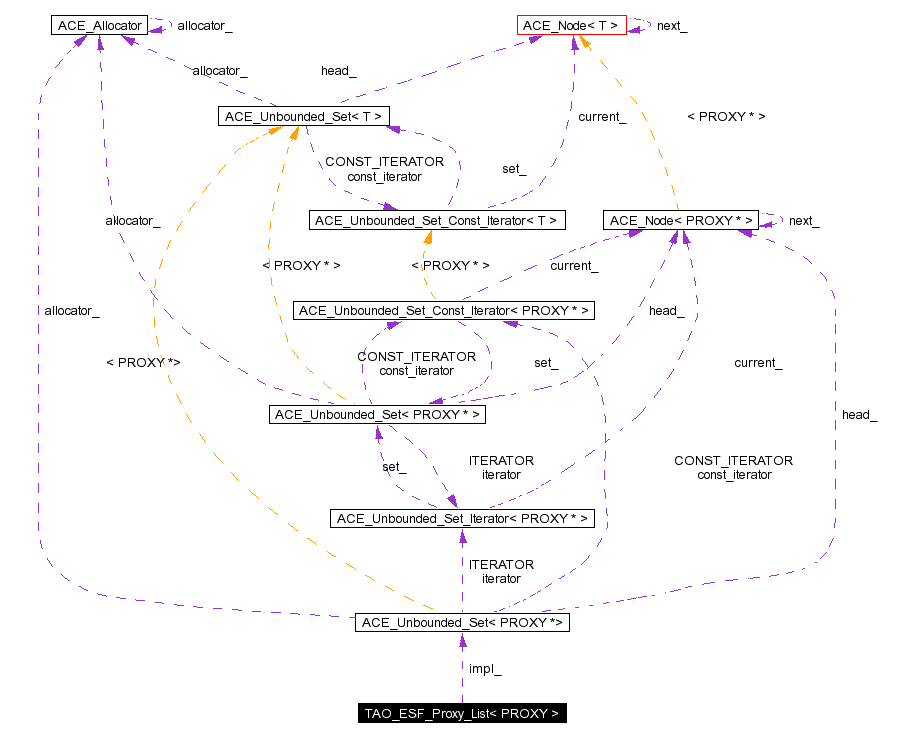 ACE_Allocator
allocator_
ACE_Node< T >
next_
allocator_
head_
ACE_Unbounded_Set< T >
current_
< PROXY * >
CONST_ITERATOR
const_iterator
set_
allocator_
ACE_Unbounded_Set_Const_Iterator< T >
ACE_Node< PROXY * >
next_
< PROXY * >
< PROXY * >
current_
allocator_
ACE_Unbounded_Set_Const_Iterator< PROXY * >
head_
< PROXY *>
CONST_ITERATOR
const_iterator
set_
current_
ACE_Unbounded_Set< PROXY * >
head_
set_
ITERATOR
iterator
CONST_ITERATOR
const_iterator
ACE_Unbounded_Set_Iterator< PROXY * >
ITERATOR
iterator
ACE_Unbounded_Set< PROXY *>
impl_
TAO_ESF_Proxy_List< PROXY >